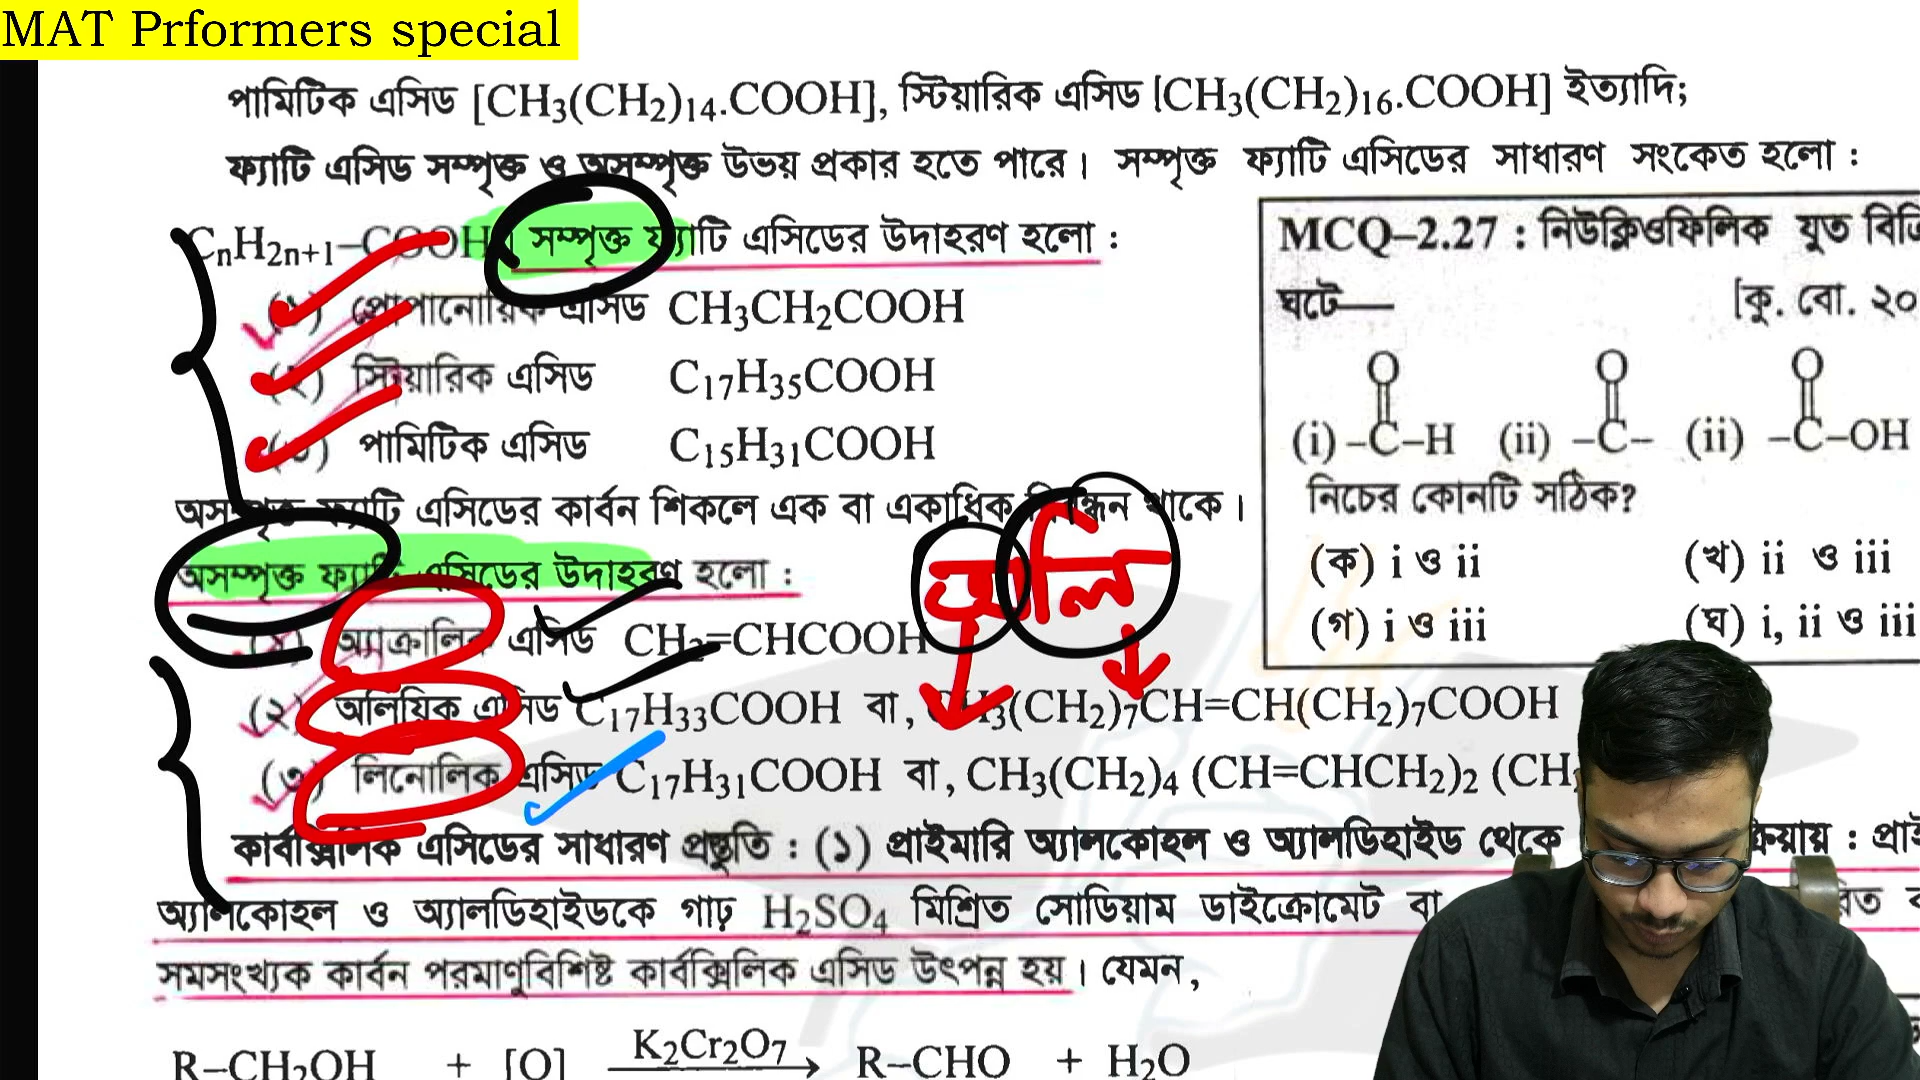 MAT Prformers special
পামিটিক এসিড [CH3(CH2)14.COOH], স্টিয়ারিক এসিড [CH3(CH2)16.COOH] ইত্যাদি;
ফ্যাটি এসিড সম্পৃক্ত ও অসম্পৃক্ত উভয় প্রকার হতে পারে। সম্পৃক্ত ফ্যাটি এসিডের সাধারণ সংকেত হলো :
CnH2n+1–COOH। সম্পৃক্ত ফ্যাটি এসিডের উদাহরণ হলো :
(১) প্রোপানোয়িক এসিড CH3CH2COOH
(২) স্টিয়ারিক এসিড C17H35COOH
(৩) পামিটিক এসিড C15H31COOH
অসম্পৃক্ত ফ্যাটি এসিডের কার্বন শিকলে এক বা একাধিক দ্বিবন্ধন থাকে।
অসম্পৃক্ত ফ্যাটি এসিডের উদাহরণ হলো :
অলি
(১) অ্যাক্রালিক এসিড CH2=CHCOOH
(২) অলিয়িক এসিড C17H33COOH বা, CH3(CH2)7CH=CH(CH2)7COOH
(৩) লিনোলিক এসিড C17H31COOH বা, CH3(CH2)4 (CH=CHCH2)2 (CH
MCQ–2.27 : নিউক্লিওফিলিক যুত
ঘটে—
[কু. বো. ২০
O O O
(i) –C–H (ii) –C– (ii) –C–OH
নিচের কোনটি সঠিক?
(ক) i ও ii (খ) ii ও iii
(গ) i ও iii (ঘ) i, ii ও iii
কার্বক্সিলিক এসিডের সাধারণ প্রস্তুতি : (১) প্রাইমারি অ্যালকোহল ও অ্যালডিহাইড থেকে
অ্যালকোহল ও অ্যালডিহাইডকে গাঢ় H2SO4 মিশ্রিত সোডিয়াম ডাইক্রোমেট বা
সমসংখ্যক কার্বন পরমাণুবিশিষ্ট কার্বক্সিলিক এসিড উৎপন্ন হয়। যেমন,
R–CH2OH + [O] K2Cr2O7 → R–CHO + H2O